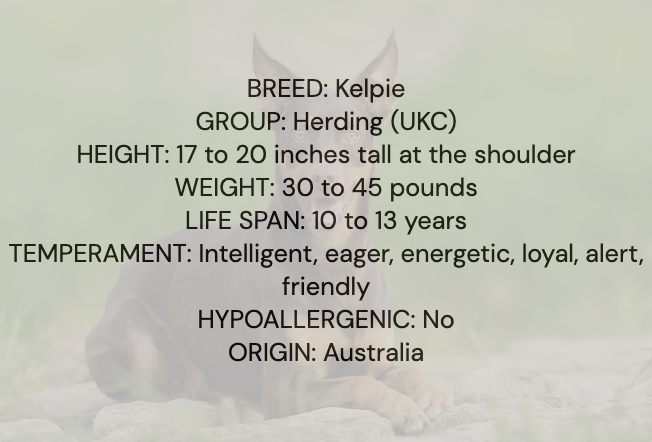 BREED: Kelpie
GROUP: Herding (UKC)
HEIGHT: 17 to 20 inches tall at the shoulder
WEIGHT: 30 to 45 pounds
LIFE SPAN: 10 to 13 years
TEMPERAMENT: Intelligent, eager, energetic, loyal, alert,
friendly
HYPOALLERGENIC: No
ORIGIN: Australia